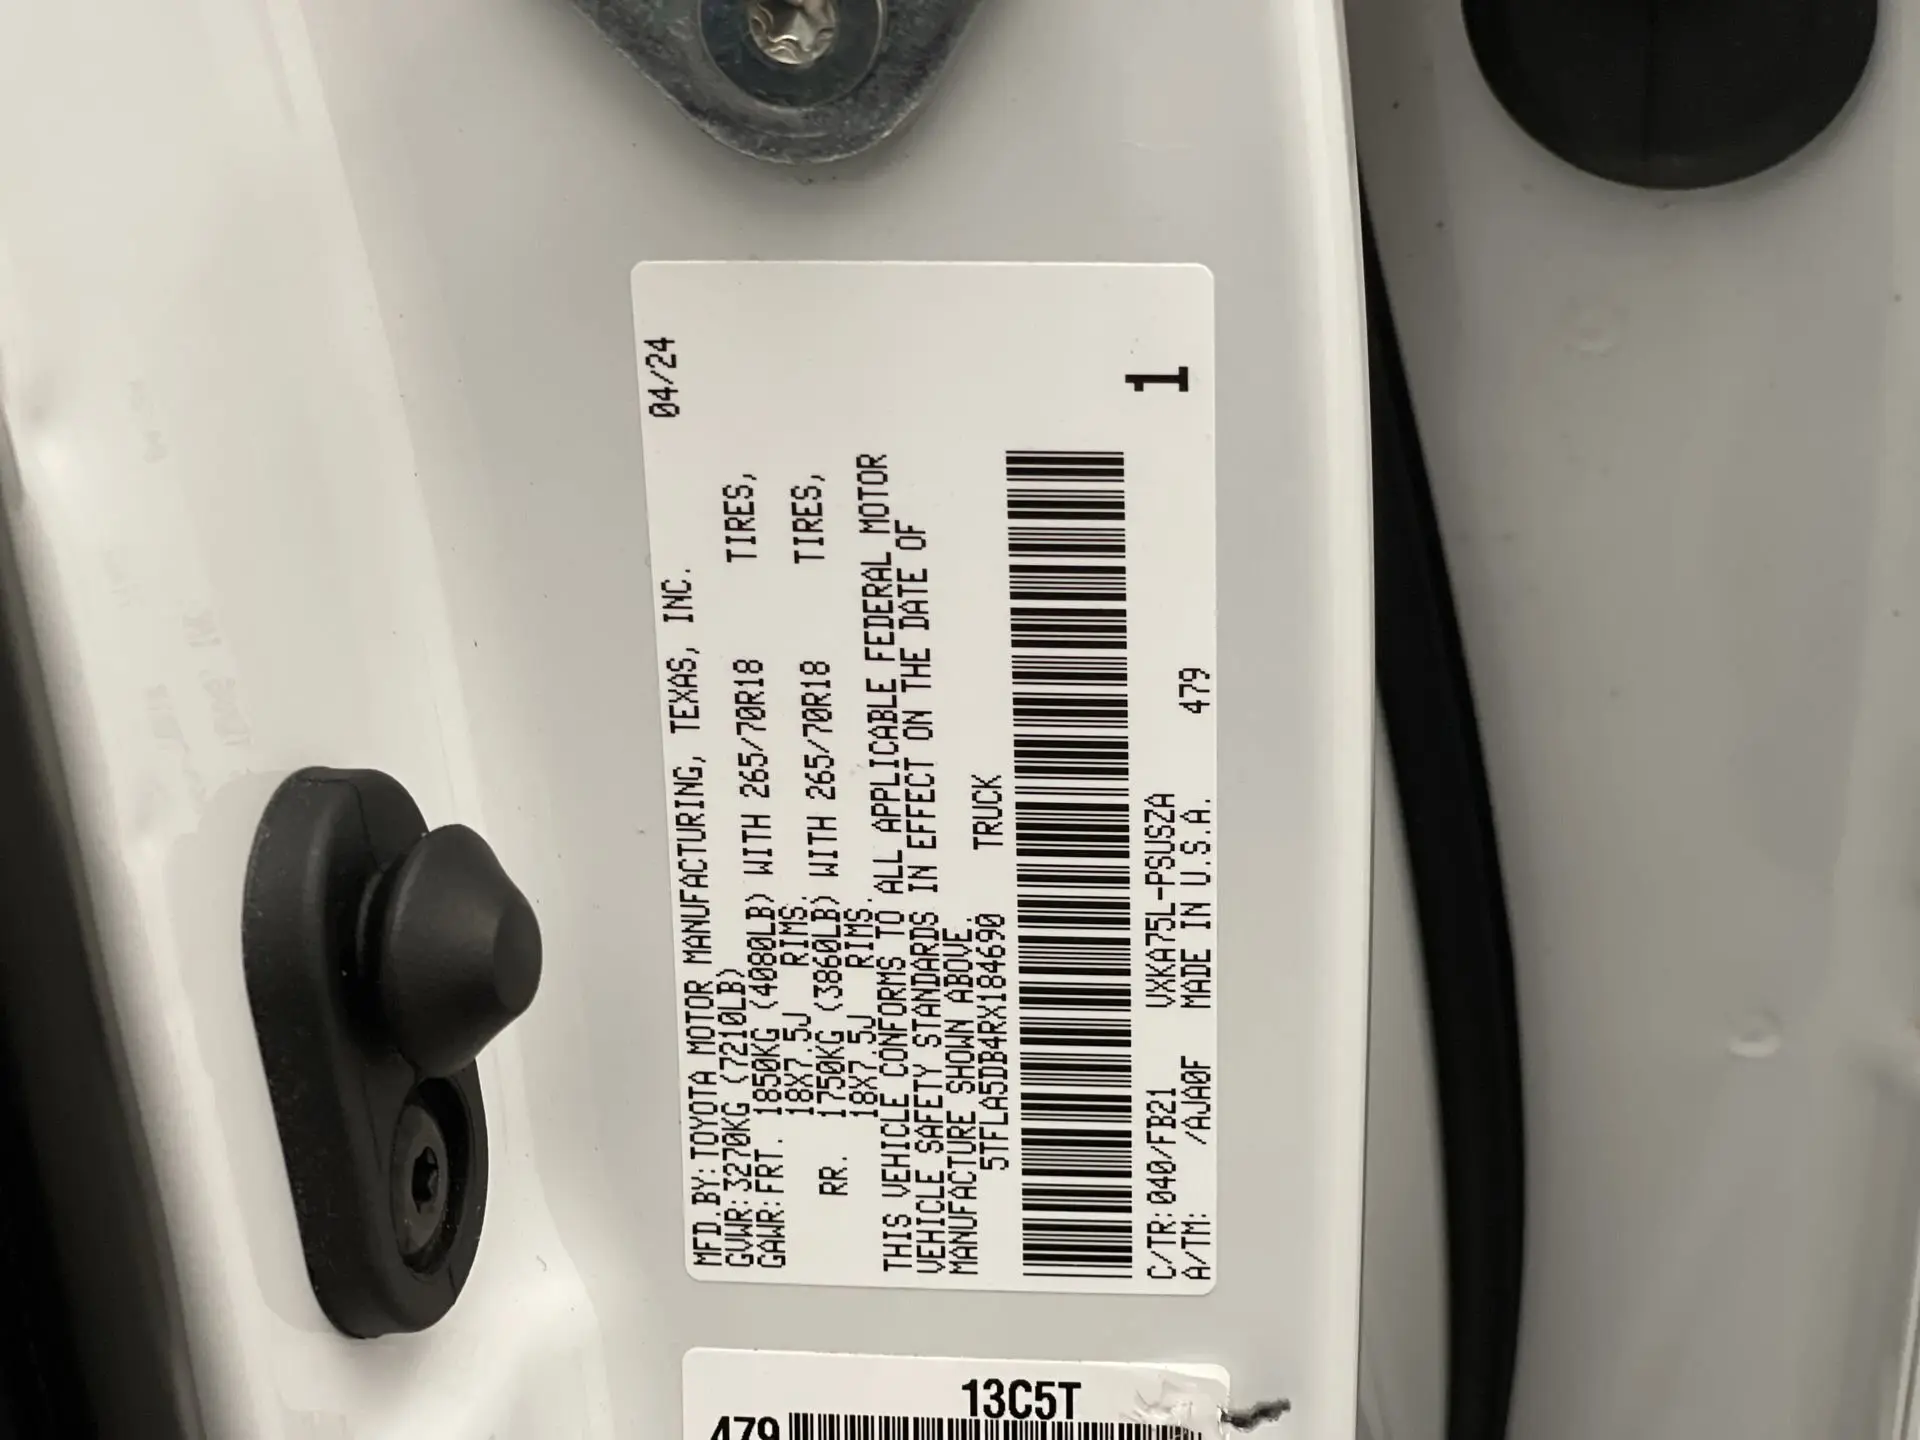 04/24
MFD.BY:TOYOTA MOTOR MANUFACTURING, TEXAS, INC.
GVWR:3270KG (7210LB)
GAWR:FRT. 1850KG (4080LB) WITH 265/70R18 TIRES,
18X7.5J RIMS.
RR. 1750KG (3860LB) WITH 265/70R18 TIRES,
18X7.5J RIMS.
THIS VEHICLE CONFORMS TO ALL APPLICABLE FEDERAL MOTOR
VEHICLE SAFETY STANDARDS IN EFFECT ON THE DATE OF
MANUFACTURE SHOWN ABOVE.
5TFLA5DB4RX184690 TRUCK
1
C/TR:040/FB21 VXKA75L-PSUSZA
A/TM: /AJA0F MADE IN U.S.A. 479
13C5T
479